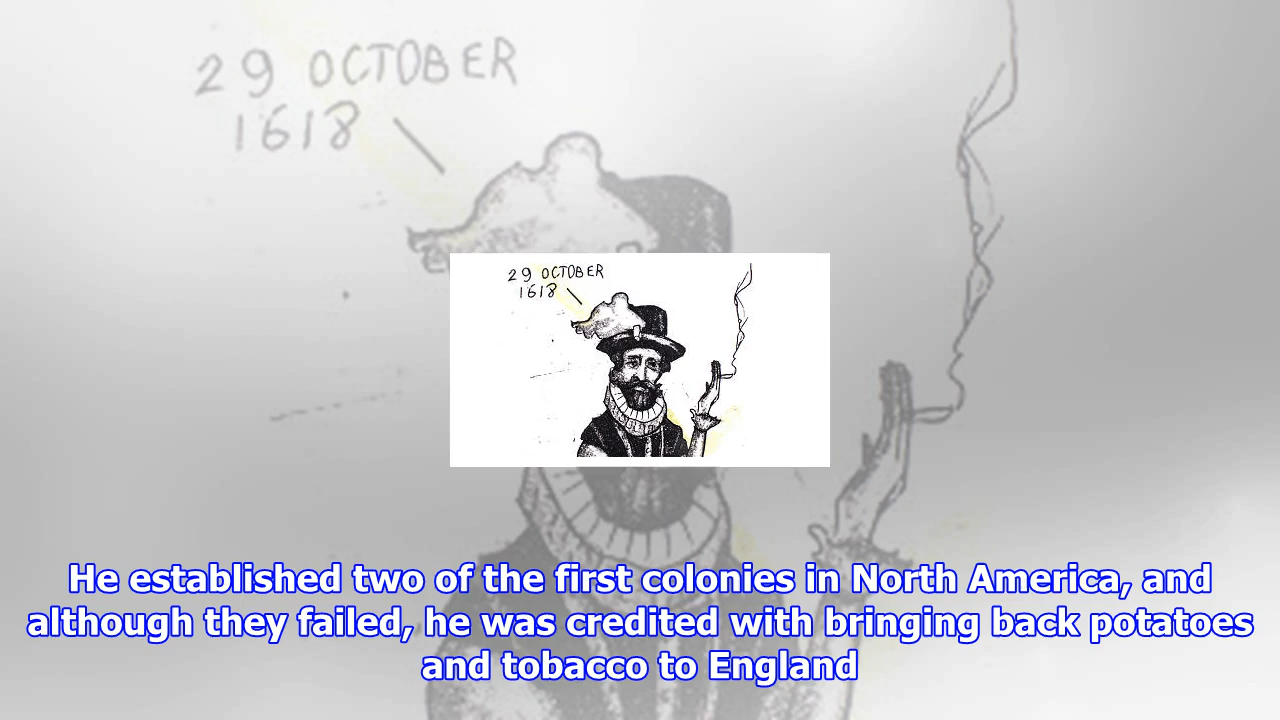 29 OCTOBER
1618
29 OCTOBER
1618
He established two of the first colonies in North America, and
although they failed, he was credited with bringing back potatoes
and tobacco to England